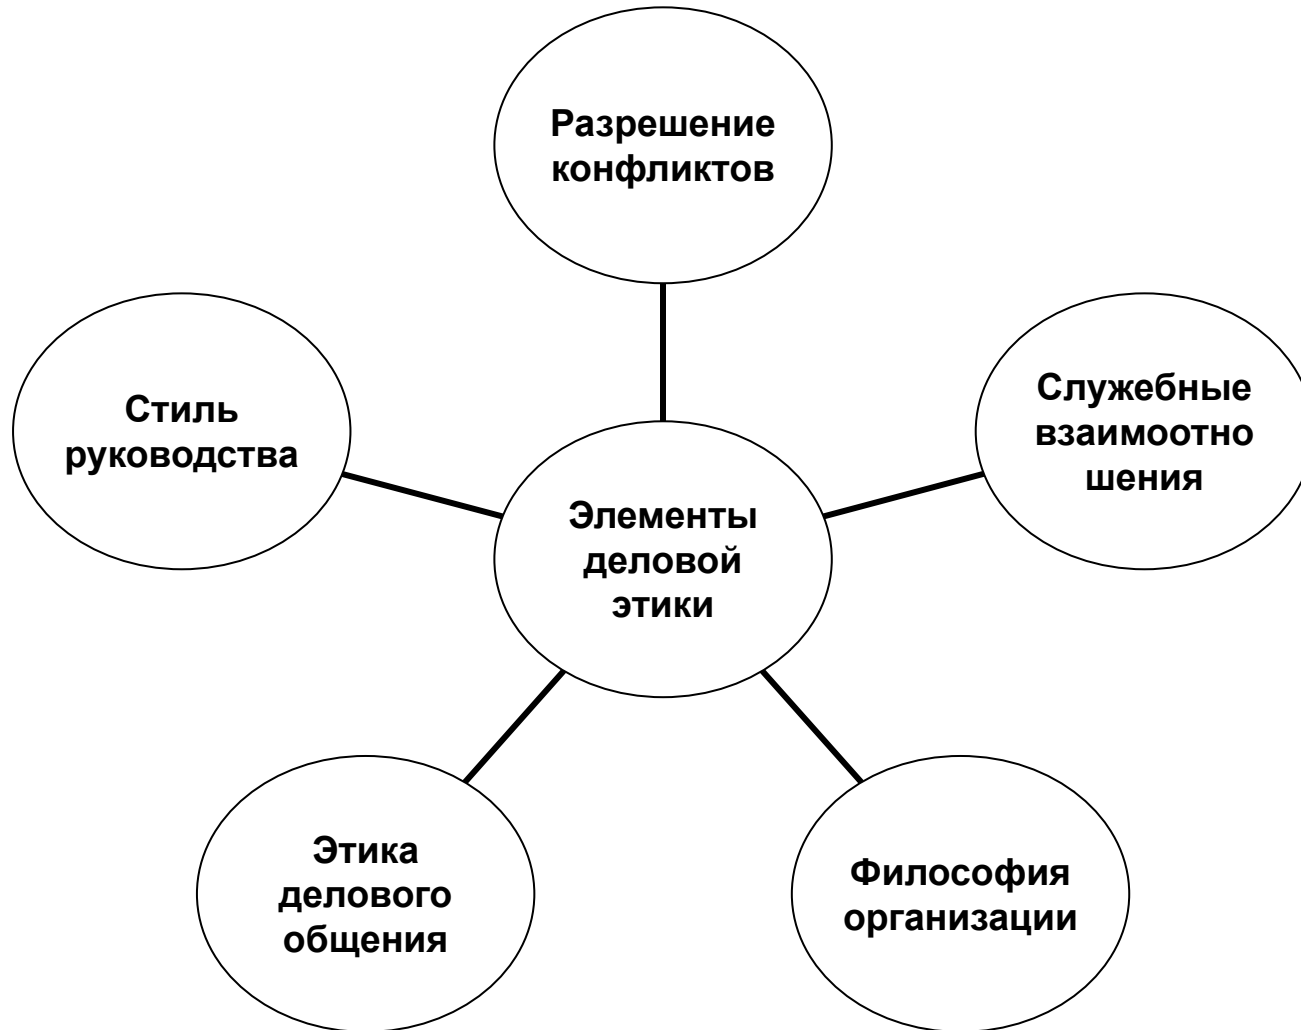 Разрешение
конфликтов
Стиль
руководства
Служебные
взаимоотно
шения
Элементы
деловой
этики
Этика
делового
общения
Философия
организации